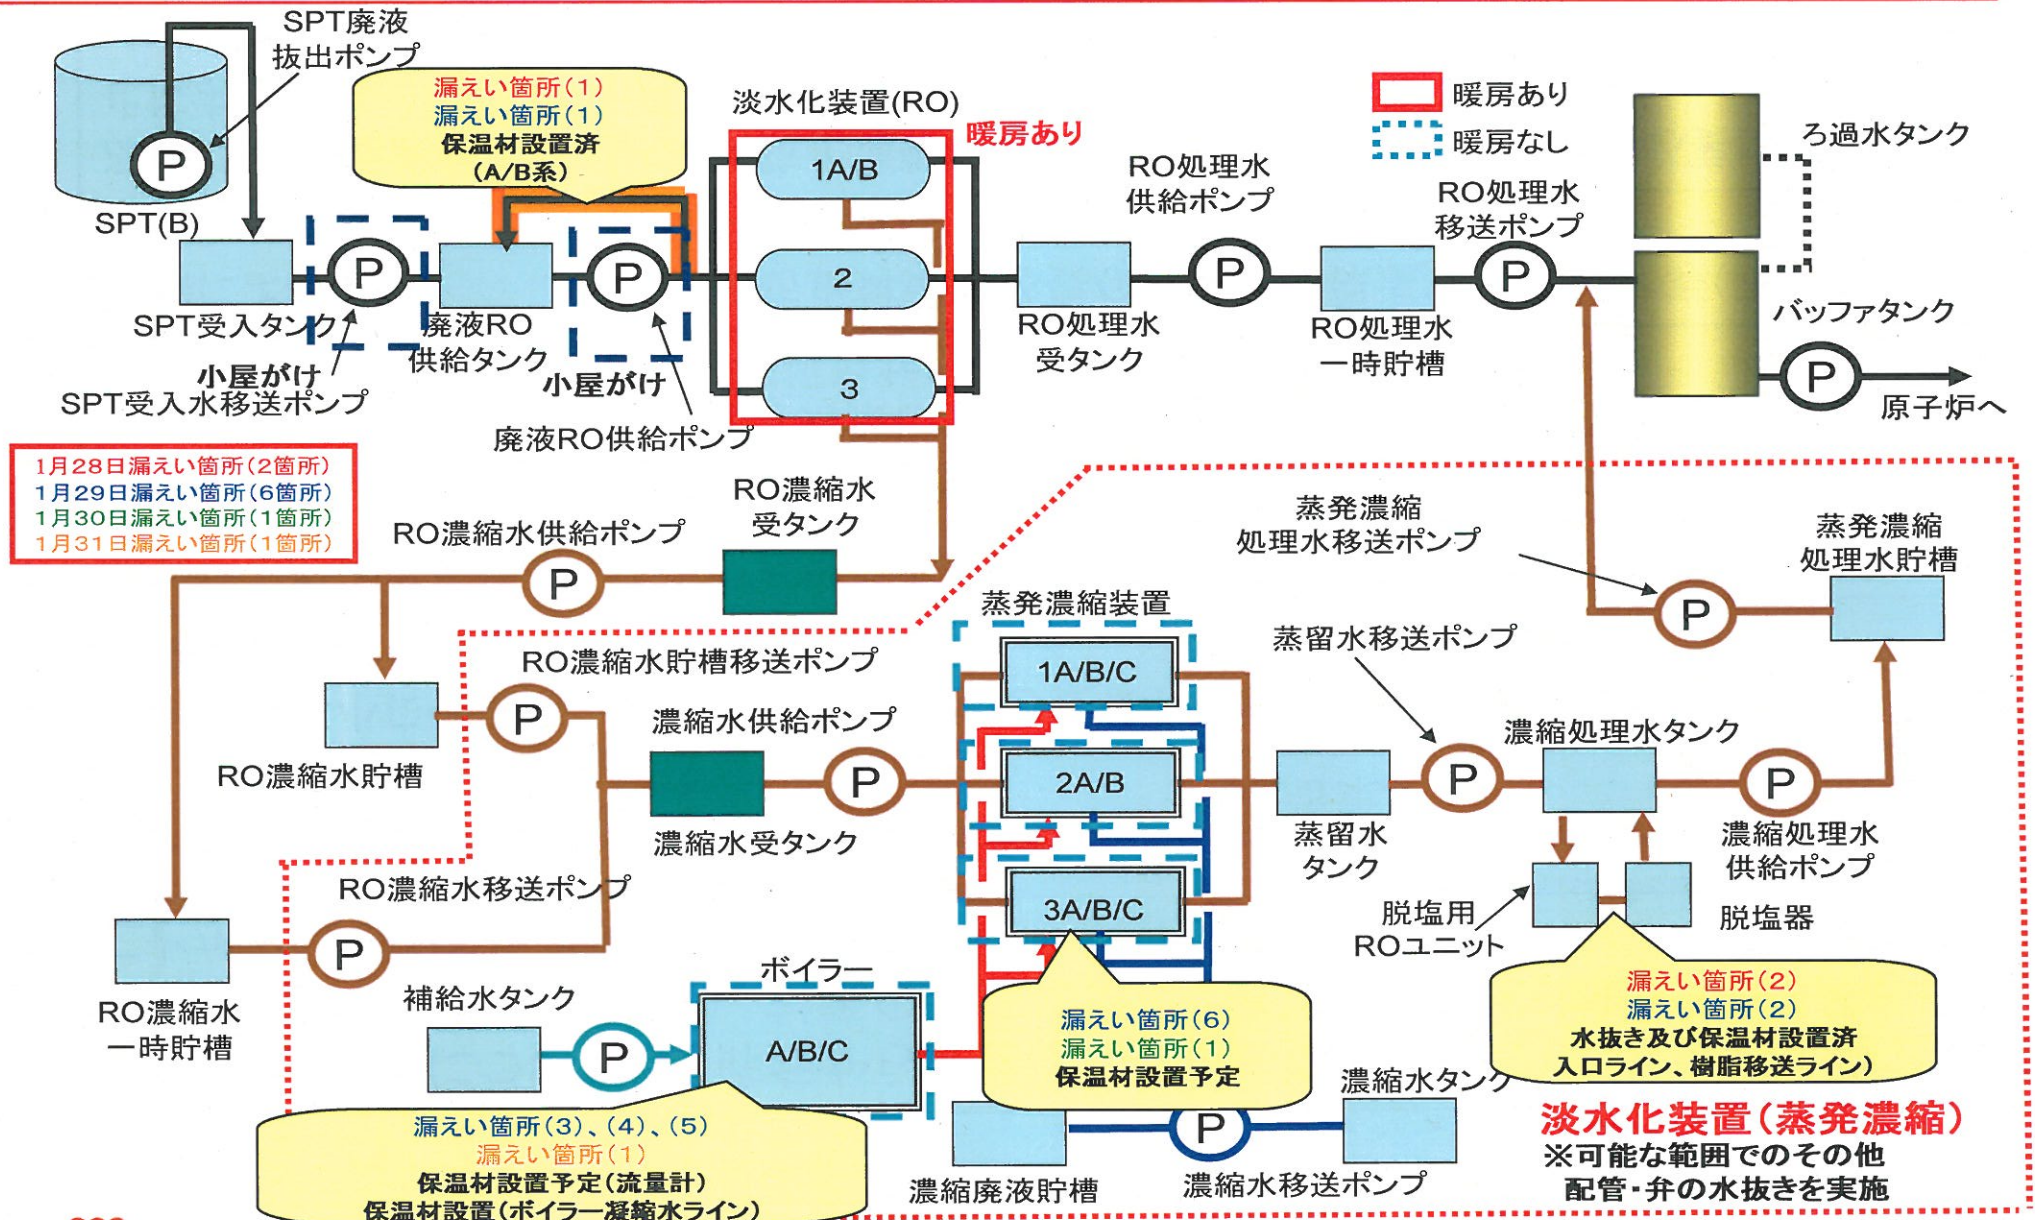 SPT廃液
抜出ポンプ
P
SPT(B)
漏えい箇所(1)
漏えい箇所(1)
保温材設置済
(A/B系)
淡水化装置(RO)
暖房あり
1A/B
2
3
暖房あり
暖房なし
RO処理水
供給ポンプ
RO処理水
移送ポンプ
ろ過水タンク
バッファタンク
P
原子炉へ
SPT受入タンク
P
小屋がけ
SPT受入水移送ポンプ
廃液RO
供給タンク
P
小屋がけ
廃液RO供給ポンプ
RO処理水
受タンク
P
RO処理水
一時貯槽
P
1月28日漏えい箇所(2箇所)
1月29日漏えい箇所(6箇所)
1月30日漏えい箇所(1箇所)
1月31日漏えい箇所(1箇所)
RO濃縮水供給ポンプ
P
RO濃縮水
受タンク
蒸発濃縮
処理水移送ポンプ
P
蒸発濃縮
処理水貯槽
RO濃縮水貯槽移送ポンプ
P
RO濃縮水貯槽
濃縮水供給ポンプ
P
濃縮水受タンク
蒸発濃縮装置
1A/B/C
2A/B
3A/B/C
蒸留水移送ポンプ
P
蒸留水
タンク
濃縮処理水タンク
P
濃縮処理水
供給ポンプ
脱塩用
ROユニット
脱塩器
RO濃縮水移送ポンプ
P
RO濃縮水
一時貯槽
補給水タンク
P
ボイラー
A/B/C
漏えい箇所(6)
漏えい箇所(1)
保温材設置予定
漏えい箇所(2)
漏えい箇所(2)
水抜き及び保温材設置済
入口ライン、樹脂移送ライン)
漏えい箇所(3)、(4)、(5)
漏えい箇所(1)
保温材設置予定(流量計)
保温材設置(ボイラー凝縮水ライン)
濃縮廃液貯槽
P
濃縮水移送ポンプ
濃縮水タンク
淡水化装置(蒸発濃縮)
※可能な範囲でのその他
配管・弁の水抜きを実施